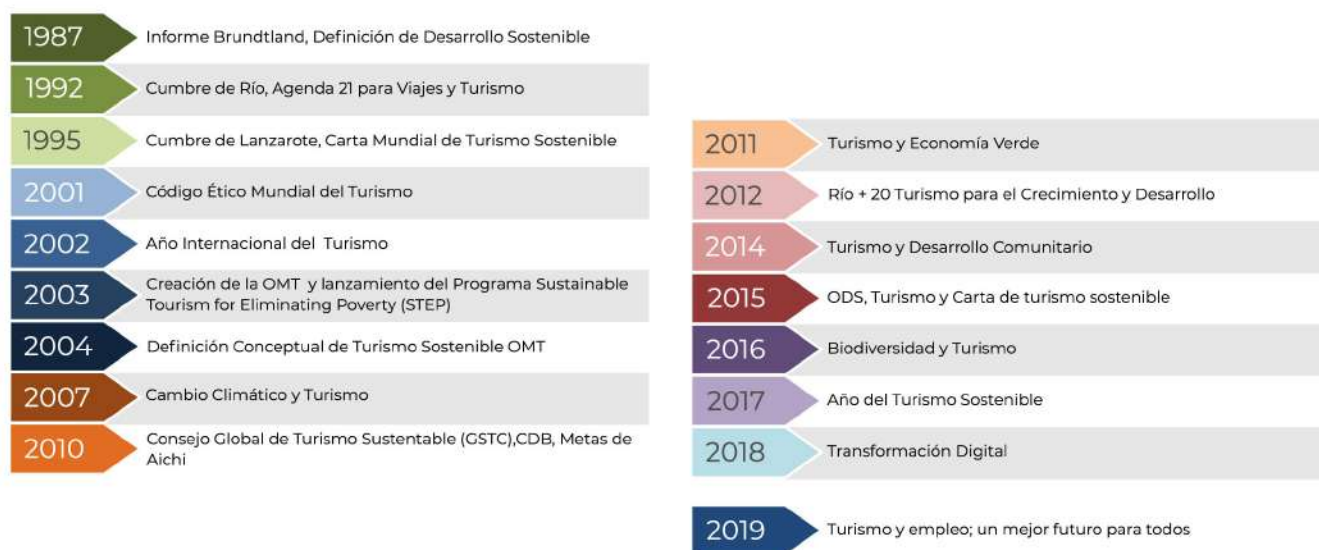 1987 Informe Brundtland, Definición de Desarrollo Sostenible
1992 Cumbre de Río, Agenda 21 para Viajes y Turismo
1995 Cumbre de Lanzarote, Carta Mundial de Turismo Sostenible
2001 Código Ético Mundial del Turismo
2002 Año Internacional del Turismo
2003 Creación de la OMT y lanzamiento del Programa Sustainable
Tourism for Eliminating Poverty (STEP)
2004 Definición Conceptual de Turismo Sostenible OMT
2007 Cambio Climático y Turismo
2010 Consejo Global de Turismo Sustentable (GSTC),CDB, Metas de
Aichi
2011 Turismo y Economía Verde
2012 Río + 20 Turismo para el Crecimiento y Desarrollo
2014 Turismo y Desarrollo Comunitario
2015 ODS, Turismo y Carta de turismo sostenible
2016 Biodiversidad y Turismo
2017 Año del Turismo Sostenible
2018 Transformación Digital
2019 Turismo y empleo; un mejor futuro para todos